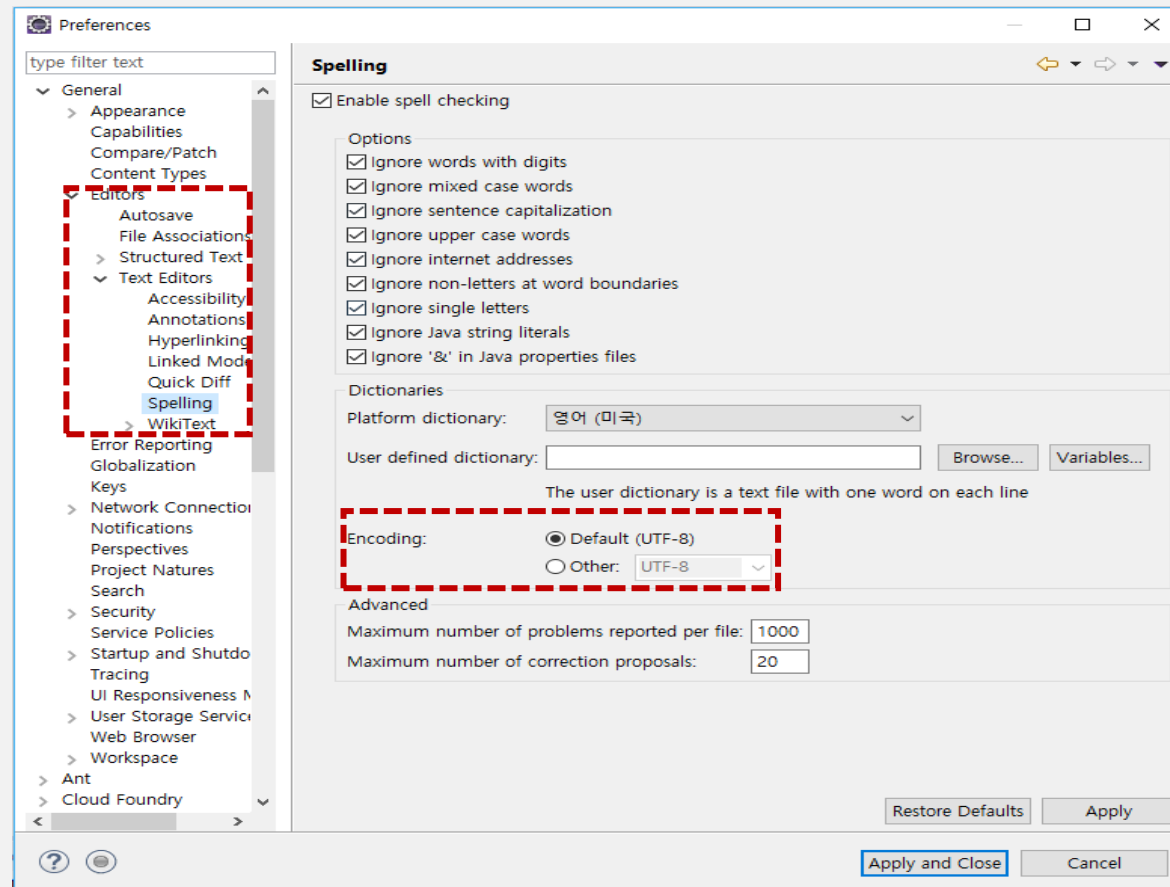 Preferences
type filter text
General
Appearance
Capabilities
Compare/Patch
Content Types
Editors
Autosave
File Associations
Structured Text
Text Editors
Accessibility
Annotations
Hyperlinking
Linked Mode
Quick Diff
Spelling
WikiText
Error Reporting
Globalization
Keys
Network Connection
Notifications
Perspectives
Project Natures
Search
Security
Service Policies
Startup and Shutdo
Tracing
UI Responsiveness M
User Storage Service
Web Browser
Workspace
Ant
Cloud Foundry
Spelling
Enable spell checking
Options
Ignore words with digits
Ignore mixed case words
Ignore sentence capitalization
Ignore upper case words
Ignore internet addresses
Ignore non-letters at word boundaries
Ignore single letters
Ignore Java string literals
Ignore '&' in Java properties files
Dictionaries
Platform dictionary: 영어 (미국)
User defined dictionary: Browse... Variables...
The user dictionary is a text file with one word on each line
Encoding: Default (UTF-8)
Other: UTF-8
Advanced
Maximum number of problems reported per file: 1000
Maximum number of correction proposals: 20
Restore Defaults Apply
Apply and Close Cancel